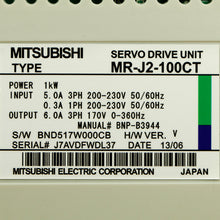 MITSUBISHI SERVO DRIVE UNIT
TYPE MR-J2-100CT
POWER 1kW
INPUT 5.0A 3PH 200-230V 50/60Hz
0.3A 1PH 200-230V 50/60Hz
OUTPUT 6.0A 3PH 170V 0-360Hz
MANUAL# BNP-B3944
S/W BND517W000CB H/W VER. V
SERIAL# J7AVDFWDL37 DATE 13/06
MITSUBISHI ELECTRIC CORPORATION JAPAN